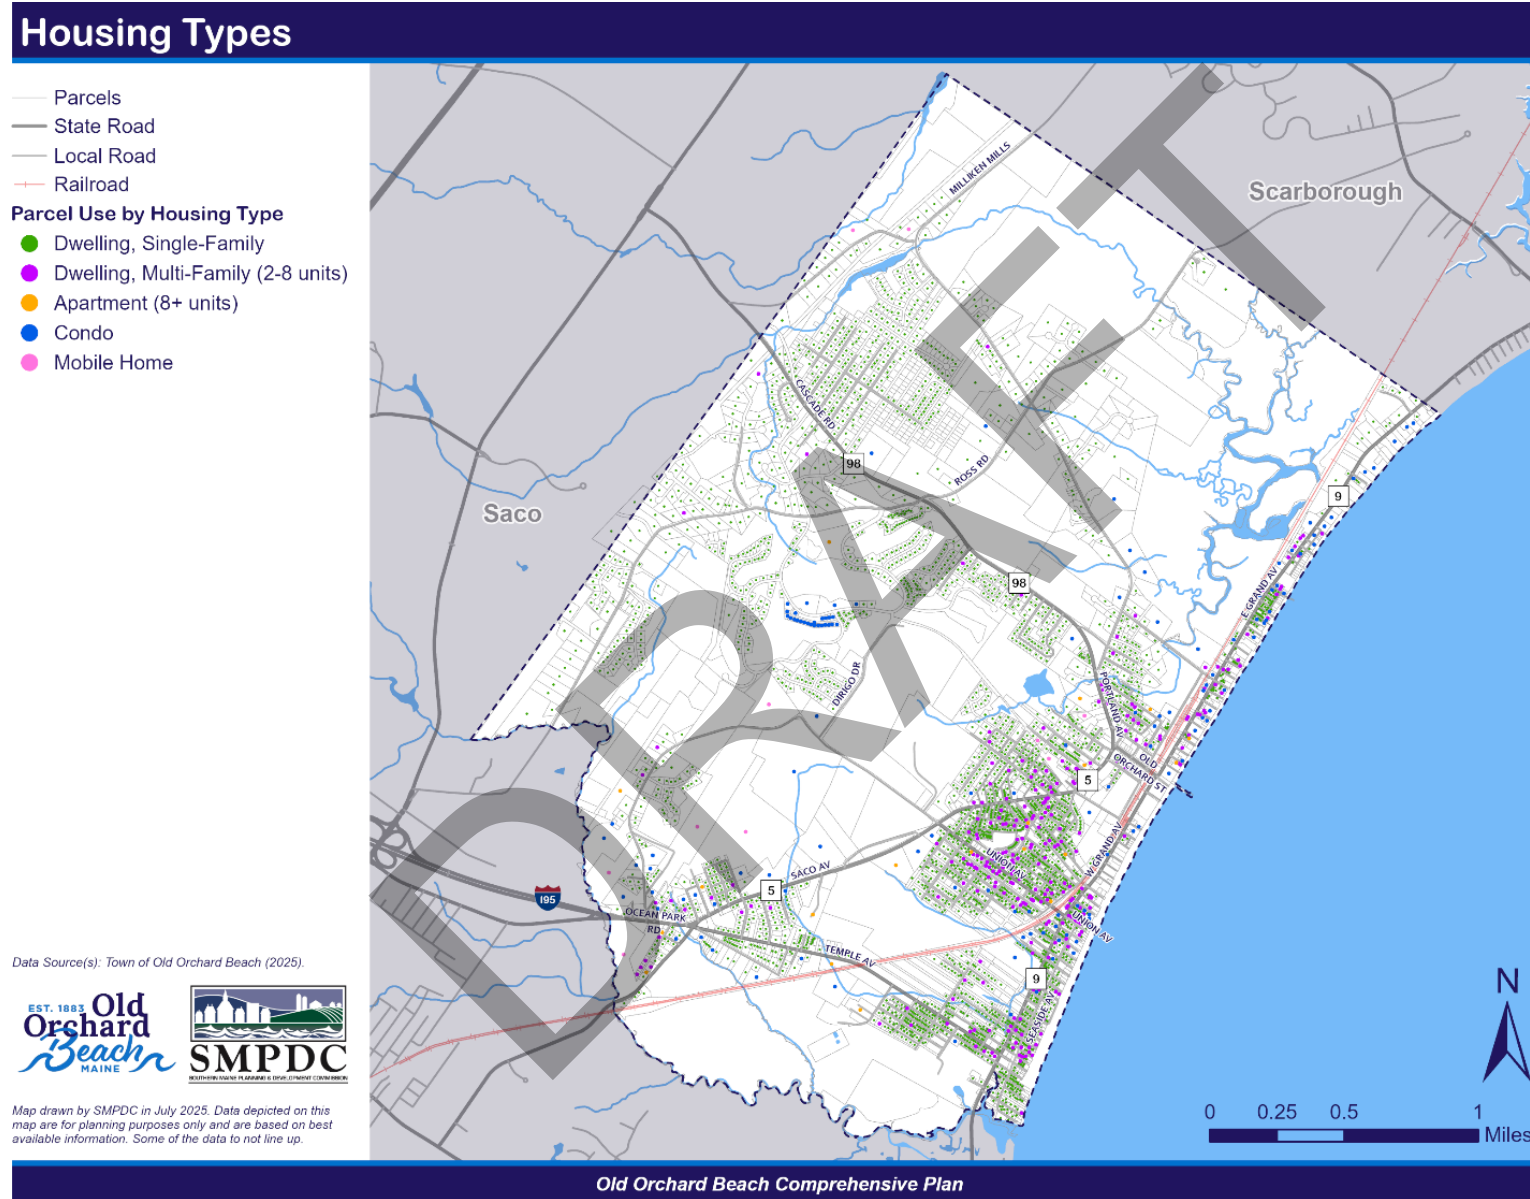 Housing Types
Parcels
State Road
Local Road
Railroad
Parcel Use by Housing Type
Dwelling, Single-Family
Dwelling, Multi-Family (2-8 units)
Apartment (8+ units)
Condo
Mobile Home
Scarborough
Saco
MILLIKEN MILLS
CASCADE RD
98
ROSS RD
9
98
E GRAND AV
DIRIGO DR
PORTLAND AV
OLD
ORCHARD ST
5
W GRAND AV
UNION AV
SACO AV
5
195
OCEAN PARK
RD
UNION AV
TEMPLE AV
9
SEASIDE AV
DRAFT
Data Source(s): Town of Old Orchard Beach (2025).
EST. 1883 Old
Orchard
Beach
MAINE
SMPDC
SOUTHERN MAINE PLANNING & DEVELOPMENT COMMISSION
Map drawn by SMPDC in July 2025. Data depicted on this
map are for planning purposes only and are based on best
available information. Some of the data to not line up.
N
0 0.25 0.5 1
Miles
Old Orchard Beach Comprehensive Plan